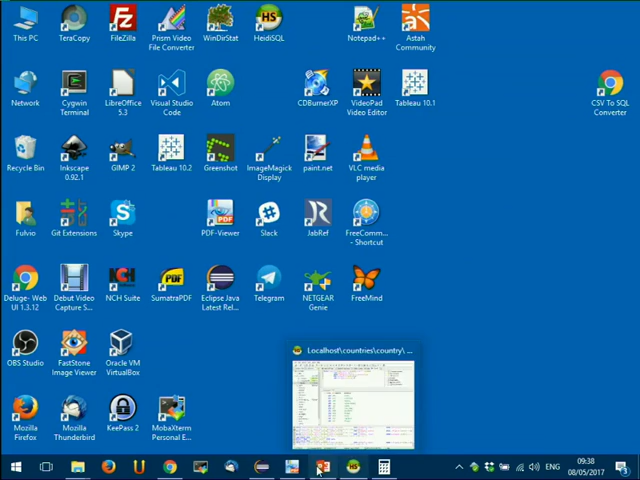 This PC
TeraCopy
FileZilla
Prism Video
File Converter
WinDirStat
HeidiSQL
Notepad++
Astah
Community
Network
Cygwin
Terminal
LibreOffice
5.3
Visual Studio
Code
Atom
CDBurnerXP
VideoPad
Video Editor
Tableau 10.1
CSV To SQL
Converter
Recycle Bin
Inkscape
0.92.1
GIMP 2
Tableau 10.2
Greenshot
ImageMagick
Display
paint.net
VLC media
player
Fulvio
Git Extensions
Skype
PDF-Viewer
Slack
JabRef
FreeComm...
- Shortcut
Deluge- Web
UI 1.3.12
Debut Video
Capture S...
NCH Suite
SumatraPDF
Eclipse Java
Latest Rel...
Telegram
NETGEAR
Genie
FreeMind
OBS Studio
FastStone
Image Viewer
Oracle VM
VirtualBox
Localhost\countries\country\ ...
Mozilla
Firefox
Mozilla
Thunderbird
KeePass 2
MobaXterm
Personal E...
ENG
09:38
08/05/2017